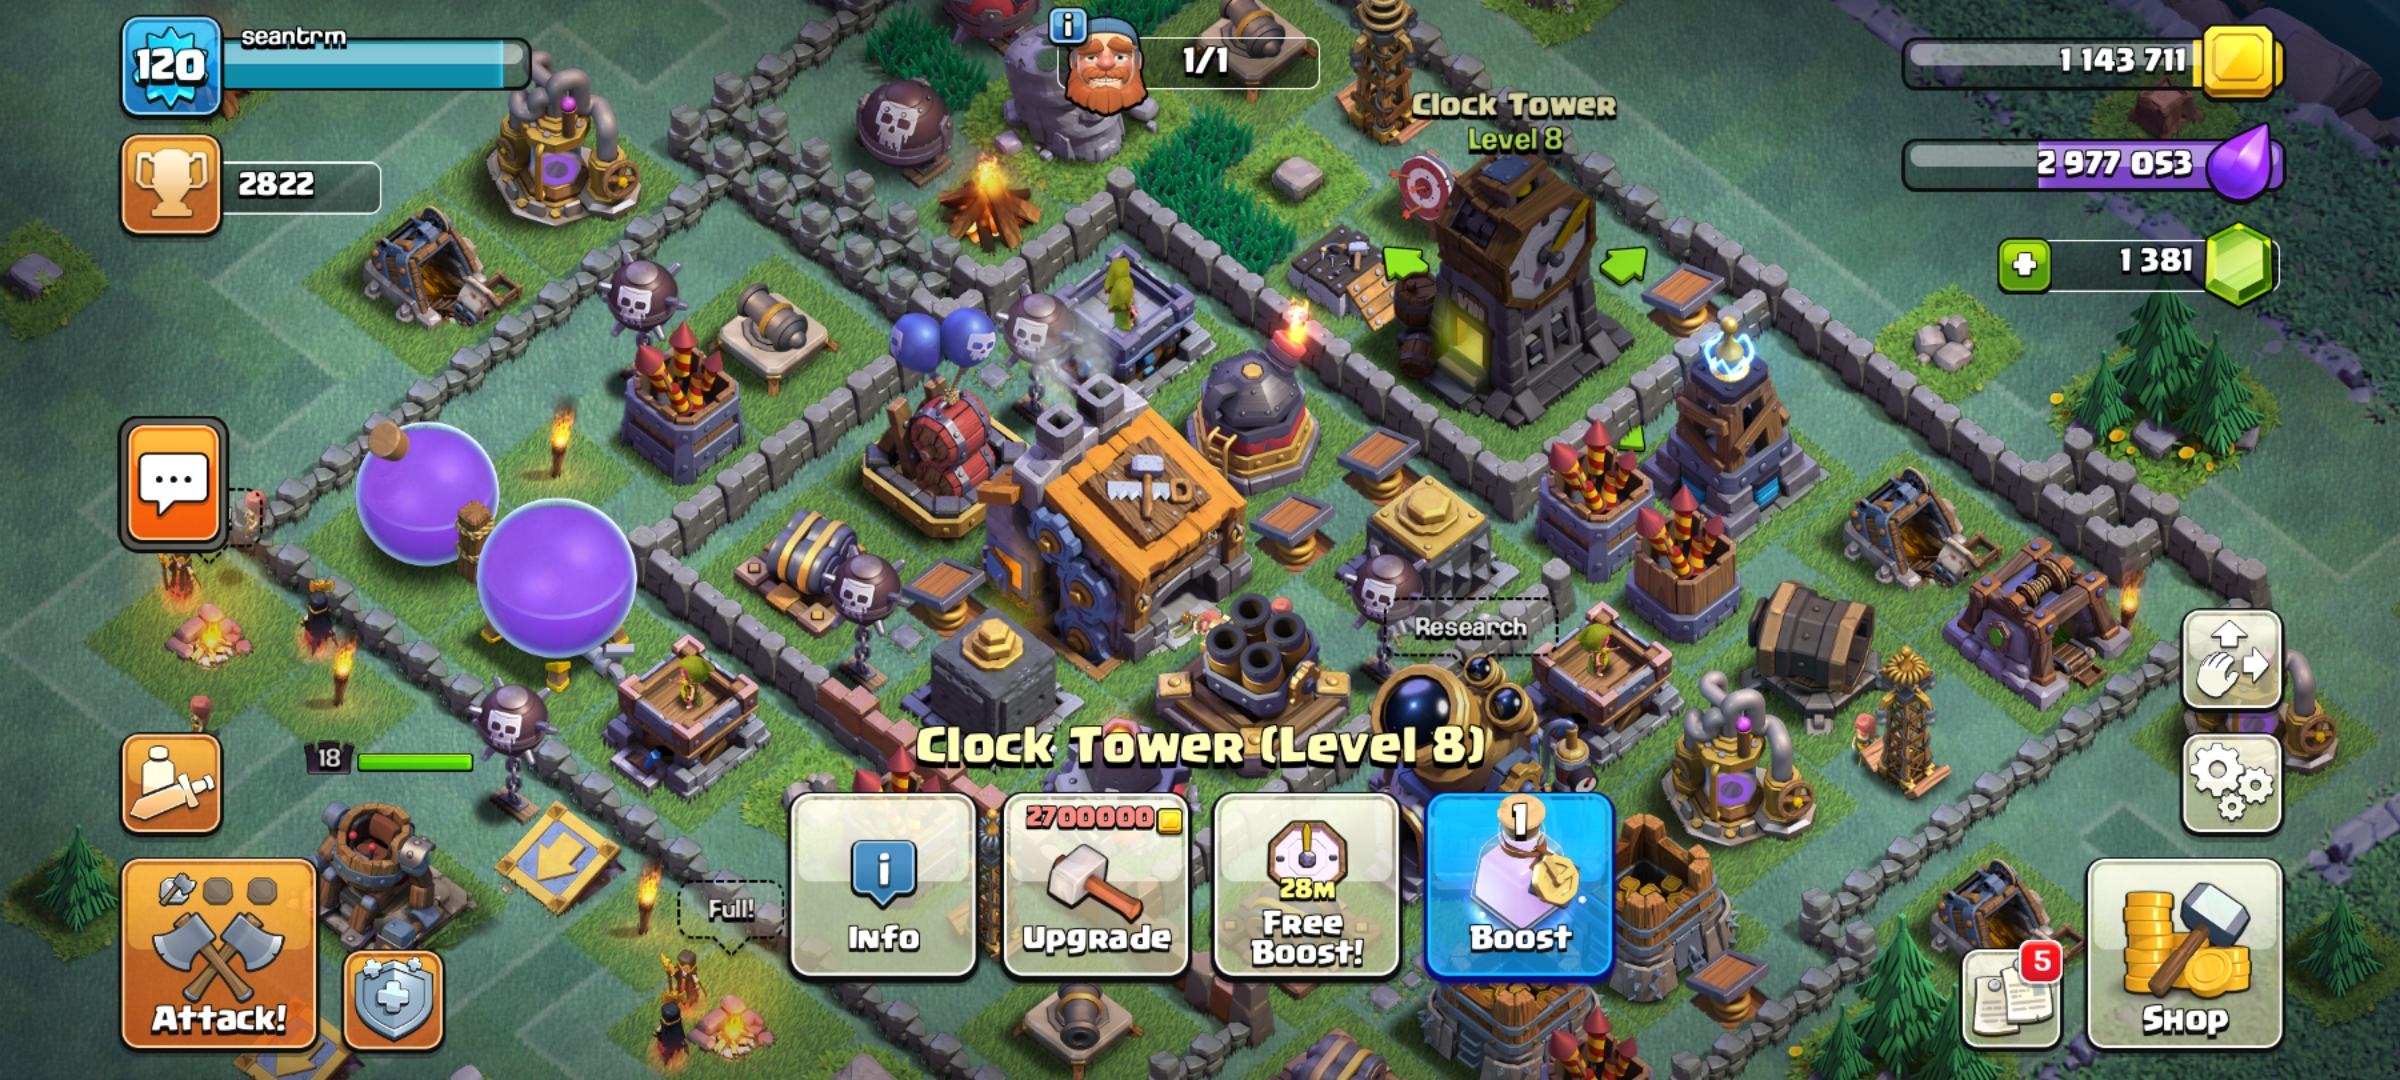 120
seantrm
1/1
1 143 711
Clock Tower
Level 8
2 977 053
2822
1 381
Research
Clock Tower (Level 8)
18
2700000
1
28M
Full!
Info
Upgrade
Free
Boost!
Boost
5
Attack!
Shop